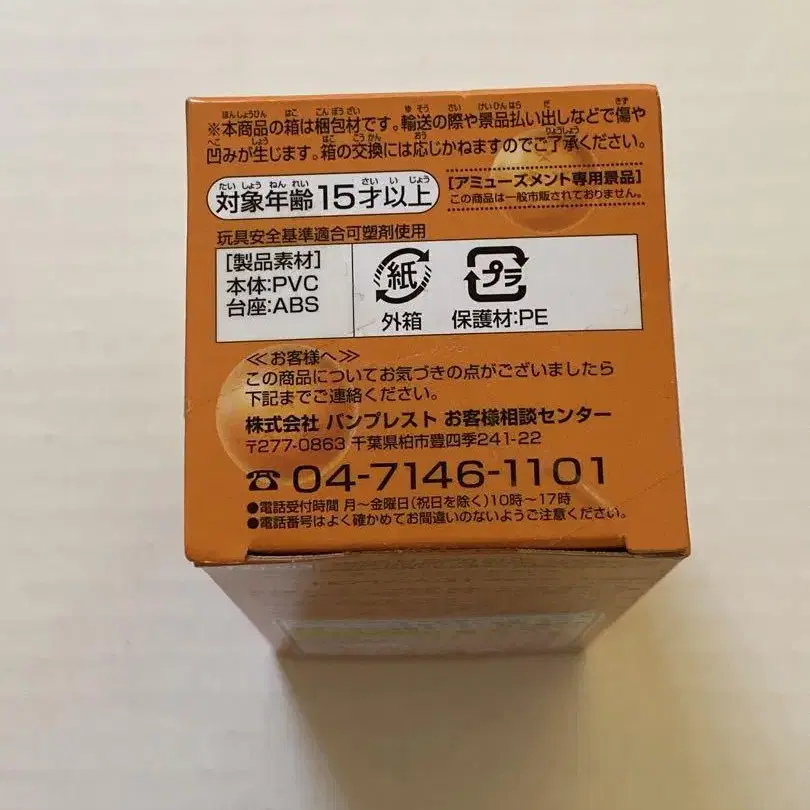 ※本商品の箱は梱包材です。輸送の際や景品払い出しなどで傷や
凹みが生じます。箱の交換には応じかねますのでご了承ください。
対象年齢15才以上
[アミューズメント専用景品]
この商品は一般市販されておりません。
玩具安全基準適合可塑剤使用
[製品素材]
本体:PVC
台座:ABS
紙
外箱
プラ
保護材:PE
≪お客様へ≫
この商品についてお気づきの点がございましたら
下記までご連絡ください。
株式会社 バンプレスト お客様相談センター
〒277-0863 千葉県柏市豊四季241-22
☎04-7146-1101
●電話受付時間 月〜金曜日(祝日を除く)10時〜17時
●電話番号はよく確かめてお間違いのないようご注意ください。